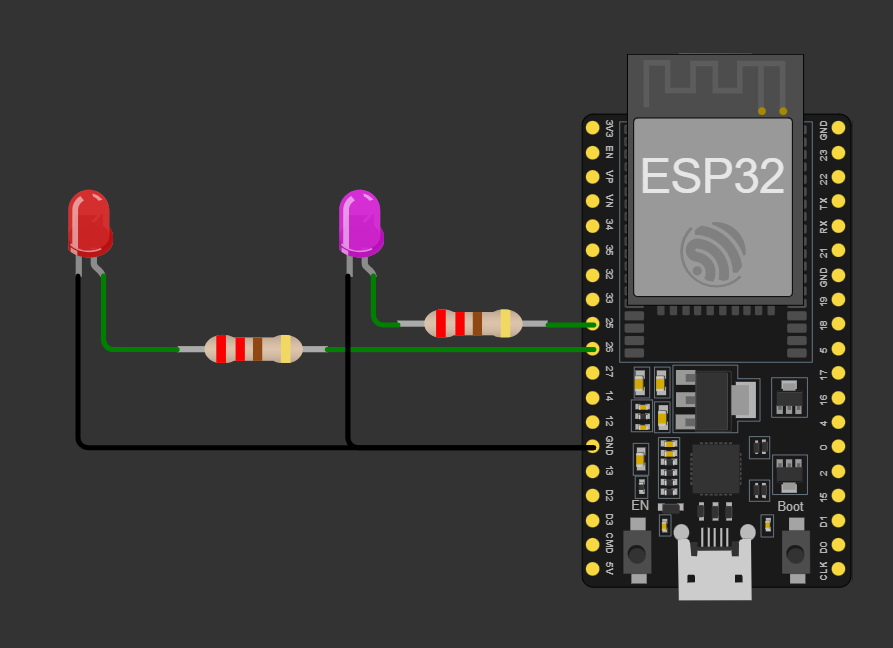 ESP32
3V3
EN
VP
VN
34
35
32
33
25
26
27
14
12
GND
13
D2
D3
CMD
5V
GND
23
22
TX
RX
21
GND
19
18
5
17
16
4
0
2
15
D1
D0
CLK
EN
Boot